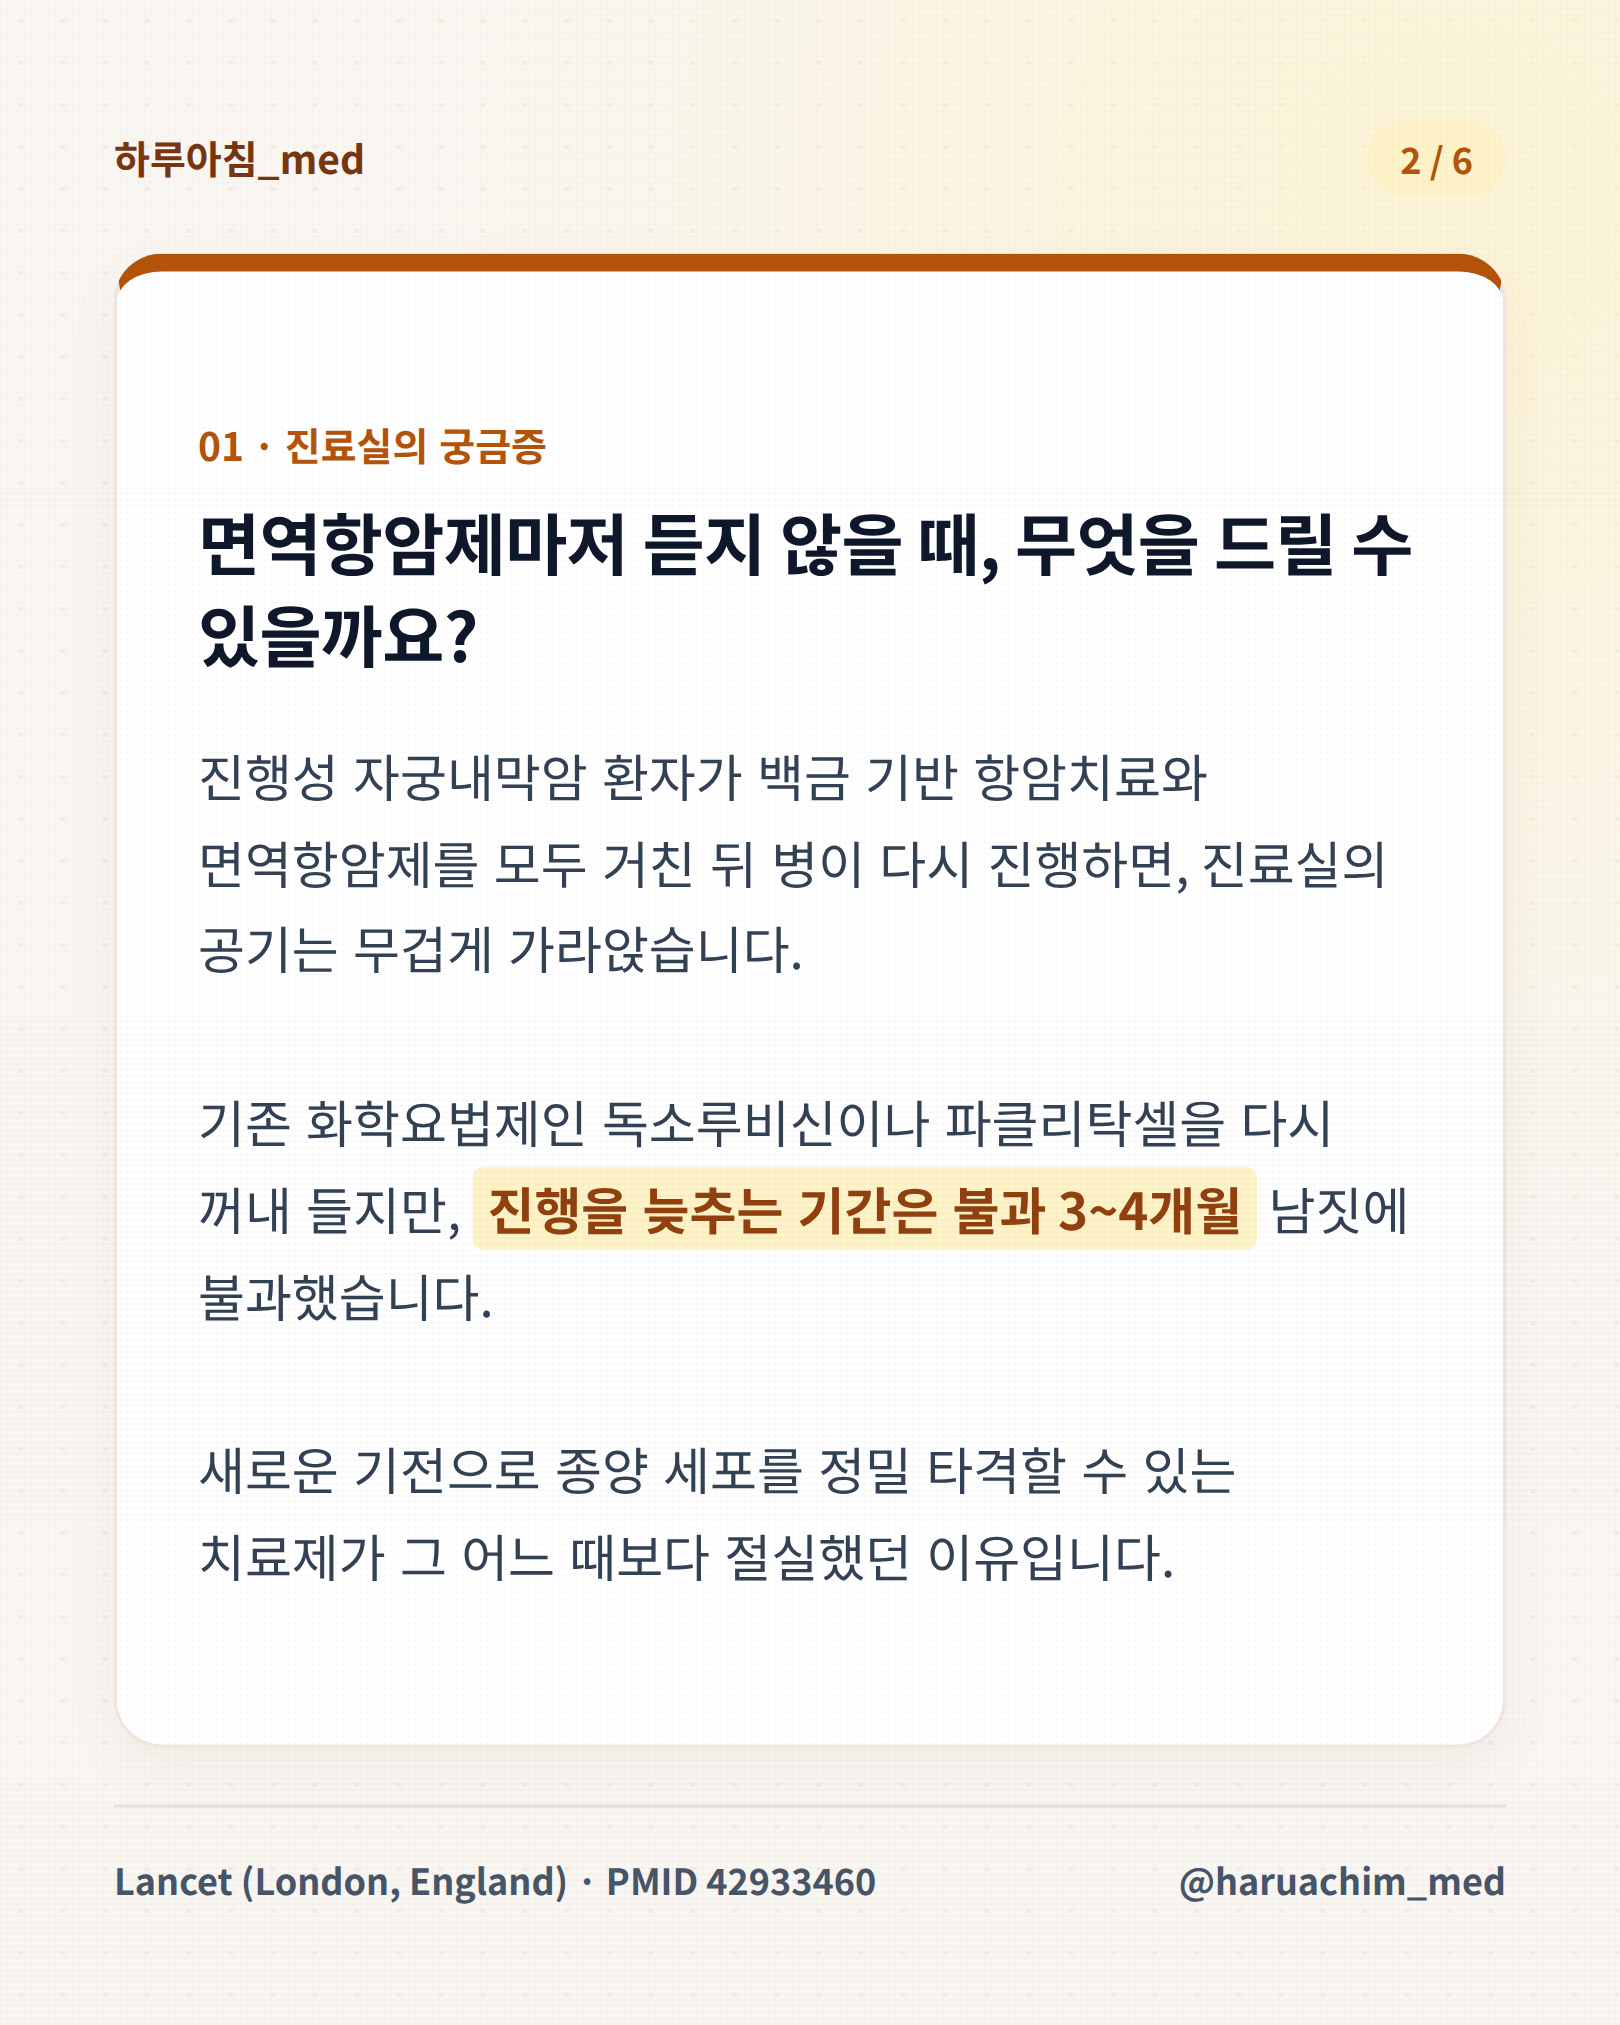 하루아침_med
2 / 6
01 · 진료실의 궁금증
면역항암제마저 듣지 않을 때, 무엇을 드릴 수
있을까요?
진행성 자궁내막암 환자가 백금 기반 항암치료와
면역항암제를 모두 거친 뒤 병이 다시 진행하면, 진료실의
공기는 무겁게 가라앉습니다.
기존 화학요법제인 독소루비신이나 파클리탁셀을 다시
꺼내 들지만, 진행을 늦추는 기간은 불과 3~4개월 남짓에
불과했습니다.
새로운 기전으로 종양 세포를 정밀 타격할 수 있는
치료제가 그 어느 때보다 절실했던 이유입니다.
Lancet (London, England) · PMID 42933460
@haruachim_med